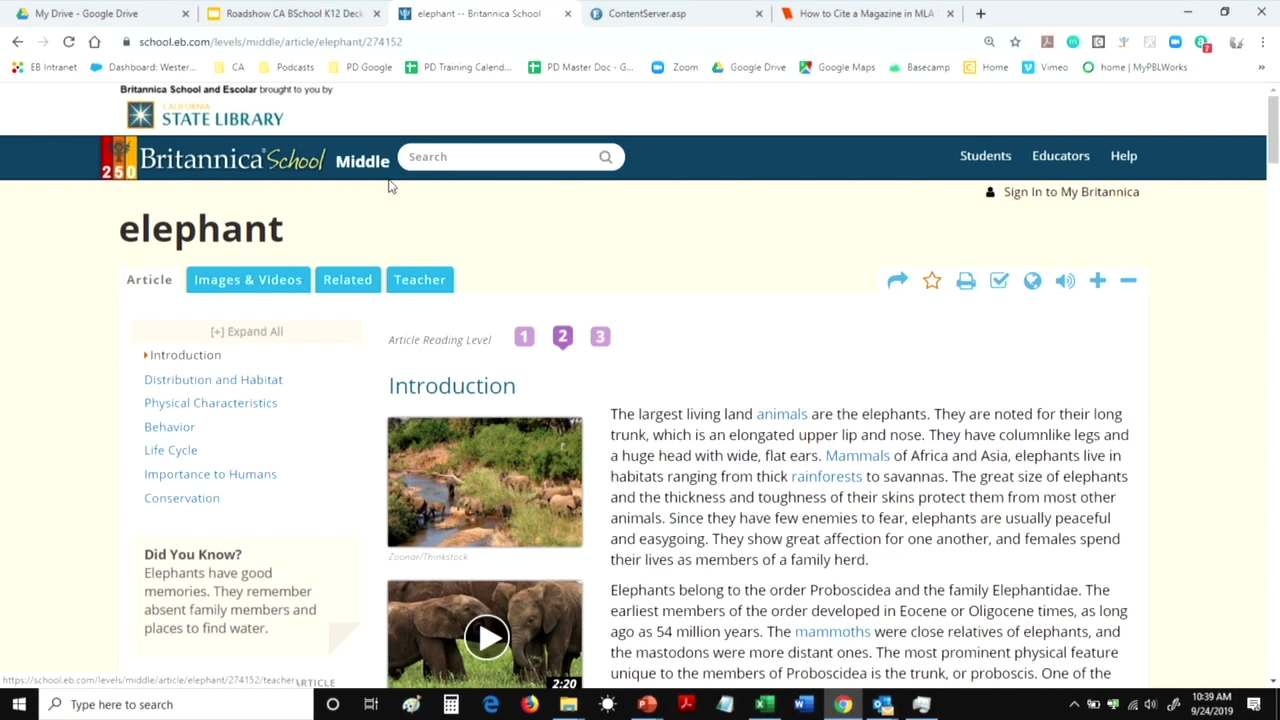 My Drive - Google Drive
Roadshow CA BSchool K12 Deck
elephant -- Britannica School
ContentServer.asp
How to Cite a Magazine in MLA
school.eb.com/levels/middle/article/elephant/274152
EB Intranet
Dashboard: Wester...
CA
Podcasts
PD Google
PD Training Calend...
PD Master Doc - G...
Zoom
Google Drive
Google Maps
Basecamp
Home
Vimeo
home | MyPBLWorks
Britannica School and Escolar brought to you by
CALIFORNIA
STATE LIBRARY
250
Britannica School Middle
Search
Students
Educators
Help
Sign In to My Britannica
elephant
Article
Images & Videos
Related
Teacher
[+] Expand All
Introduction
Distribution and Habitat
Physical Characteristics
Behavior
Life Cycle
Importance to Humans
Conservation
Did You Know?
Elephants have good
memories. They remember
absent family members and
places to find water.
ARTICLE
Article Reading Level 1 2 3
Introduction
Zoonar/Thinkstock
2:20
The largest living land animals are the elephants. They are noted for their long
trunk, which is an elongated upper lip and nose. They have columnlike legs and
a huge head with wide, flat ears. Mammals of Africa and Asia, elephants live in
habitats ranging from thick rainforests to savannas. The great size of elephants
and the thickness and toughness of their skins protect them from most other
animals. Since they have few enemies to fear, elephants are usually peaceful
and easygoing. They show great affection for one another, and females spend
their lives as members of a family herd.
Elephants belong to the order Proboscidea and the family Elephantidae. The
earliest members of the order developed in Eocene or Oligocene times, as long
ago as 54 million years. The mammoths were close relatives of elephants, and
the mastodons were more distant ones. The most prominent physical feature
unique to the members of Proboscidea is the trunk, or proboscis. One of the
https://school.eb.com/levels/middle/article/elephant/274152/teacher
Type here to search
10:39 AM
9/24/2019